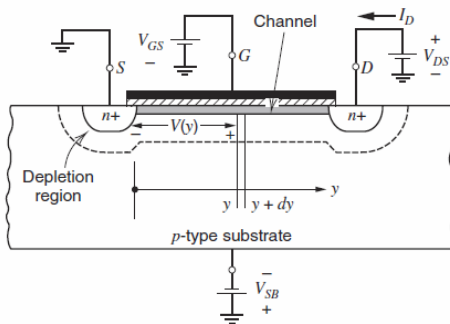 Channel
I_D
V_GS
+
−
G
S
D
+
V_DS
−
n+
n+
− V(y) +
Depletion
region
y
y
y + dy
p-type substrate
−
V_SB
+